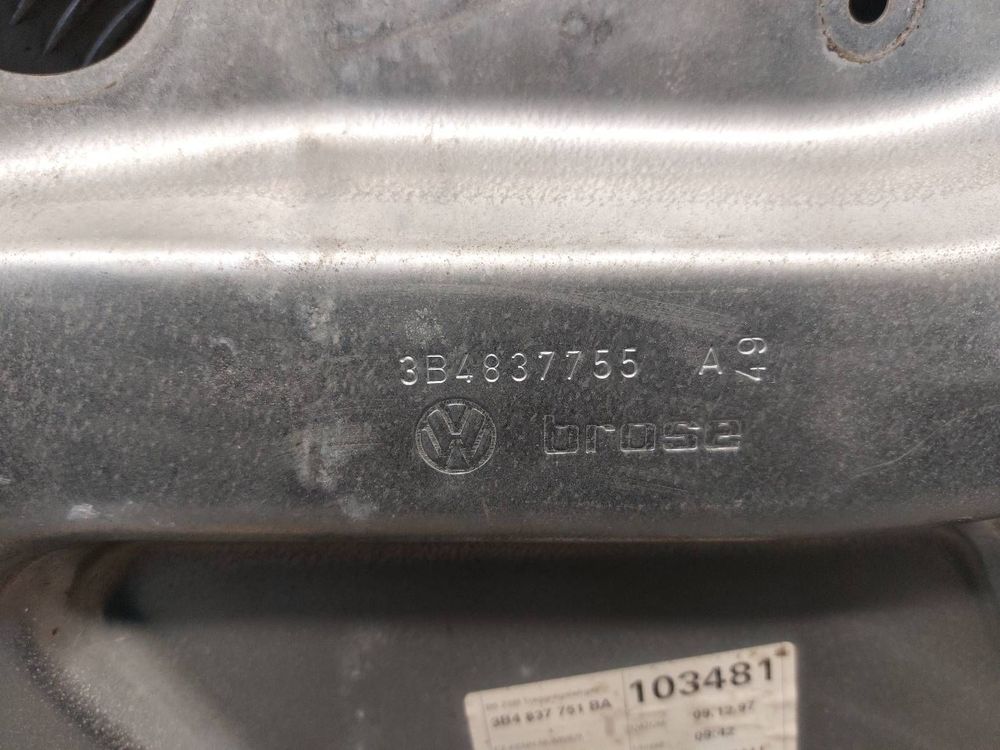 3B4837755 A 49
VW brose
103481
3B4 837 751 BA
09.12.97
09:42